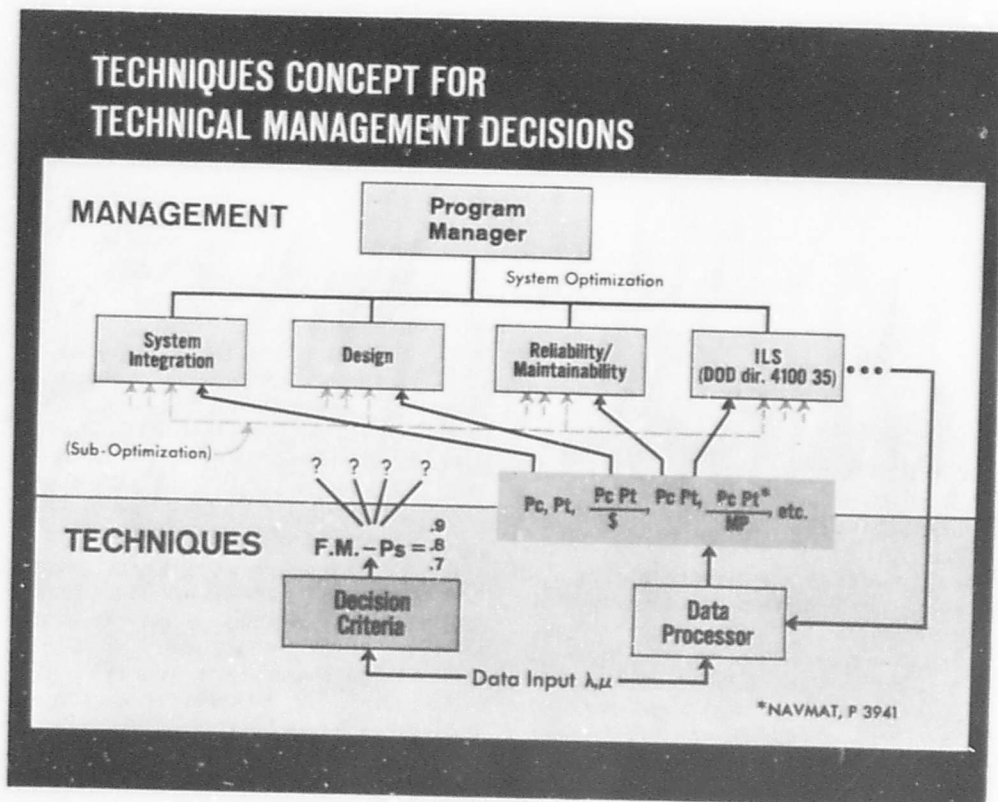 TECHNIQUES CONCEPT FOR
TECHNICAL MANAGEMENT DECISIONS
MANAGEMENT
Program
Manager
System Optimization
System
Integration
Design
Reliability/
Maintainability
ILS
(DOD dir. 4100 35)
•••
(Sub-Optimization)
? ? ? ?
Pc, Pt, Pc Pt/$, Pc Pt, Pc Pt*/MP, etc.
TECHNIQUES
F.M.–Ps = .9
.8
.7
Decision
Criteria
Data
Processor
Data Input λ,μ
*NAVMAT, P 3941